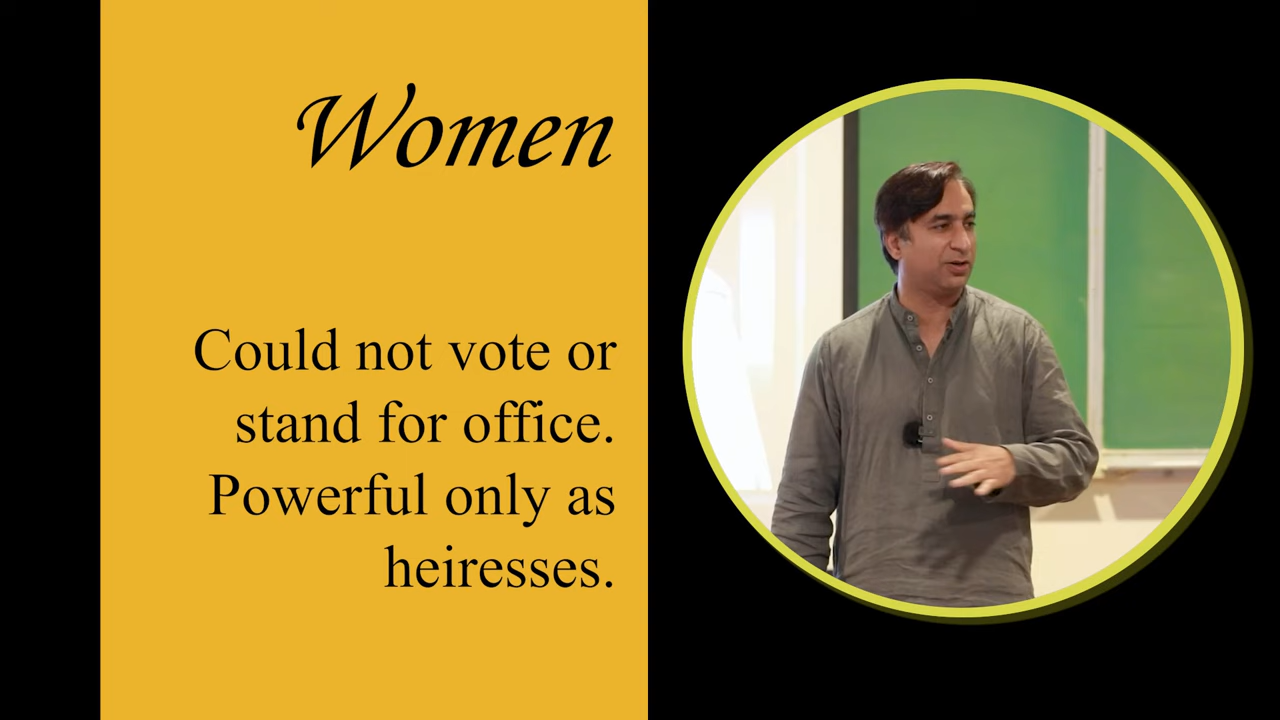 Women
Could not vote or
stand for office.
Powerful only as
heiresses.